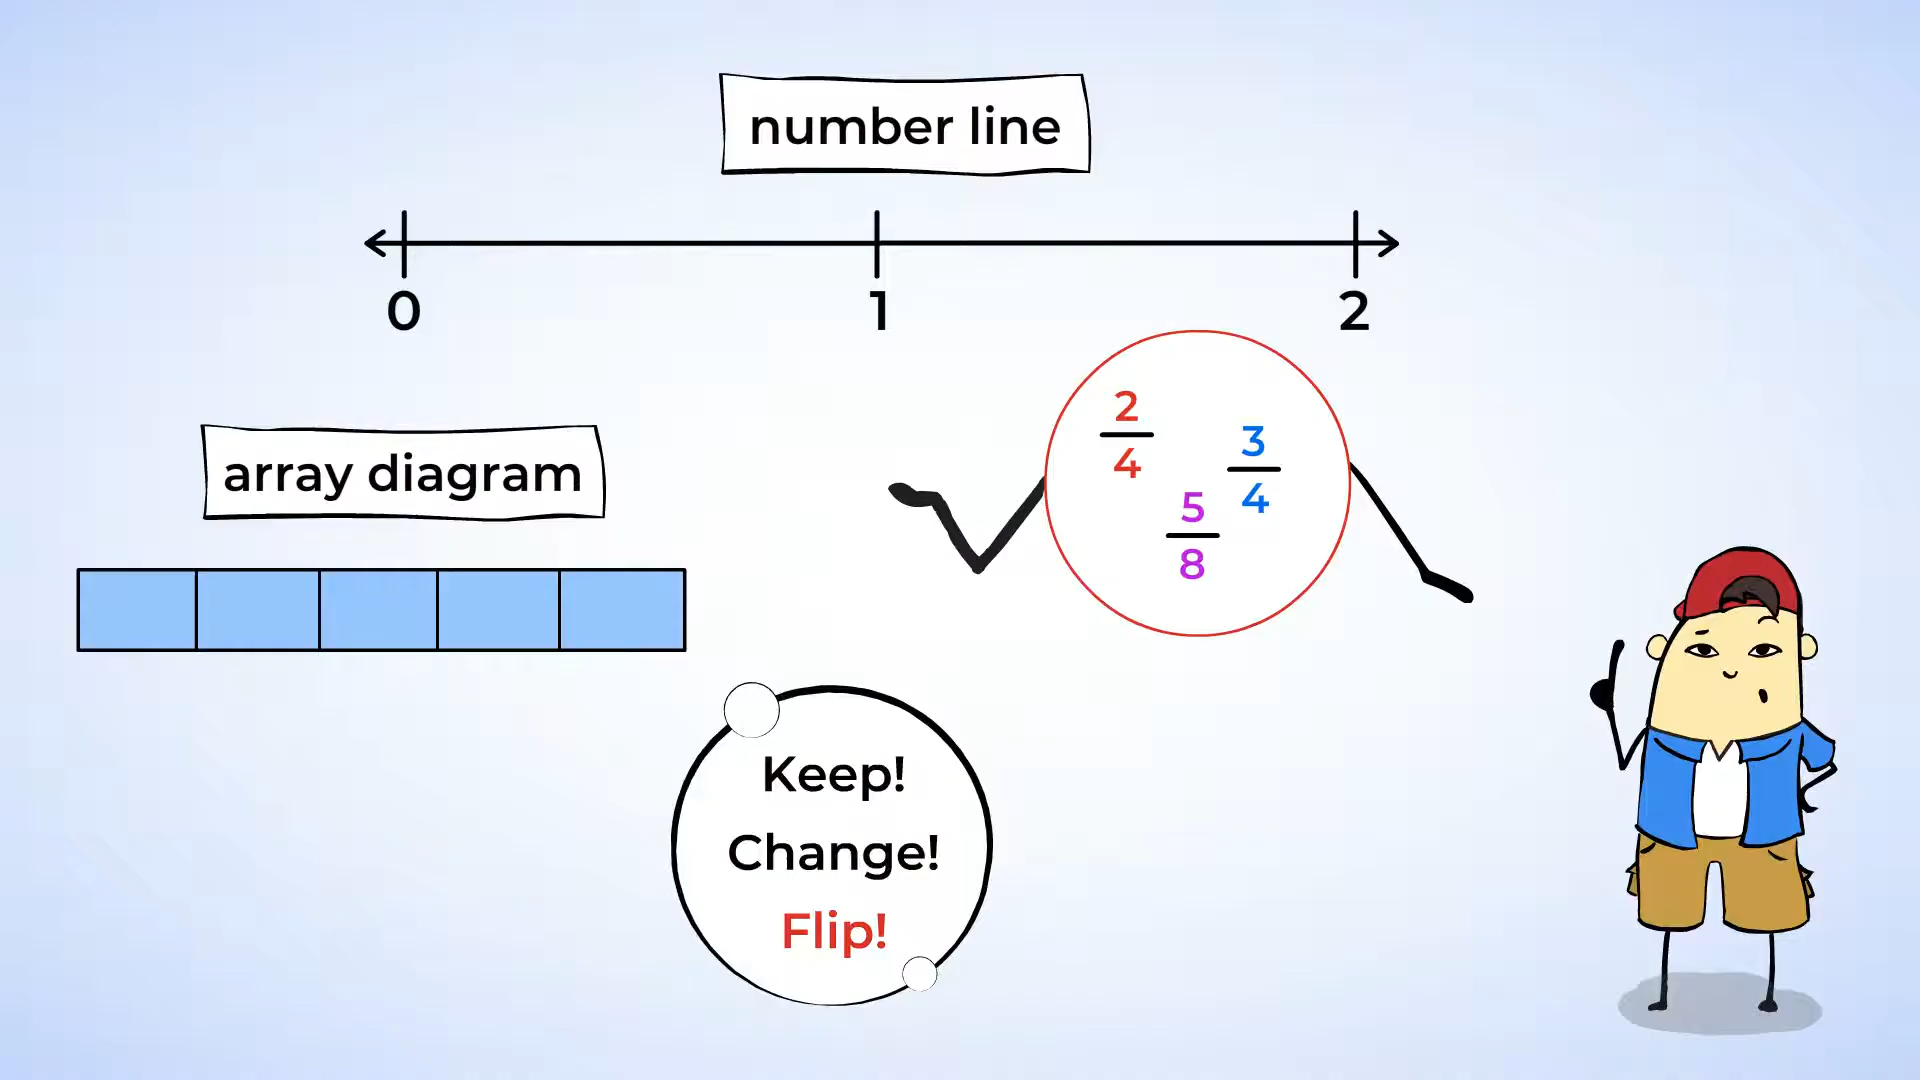 number line
0 1 2
array diagram
2/4
3/4
5/8
Keep!
Change!
Flip!